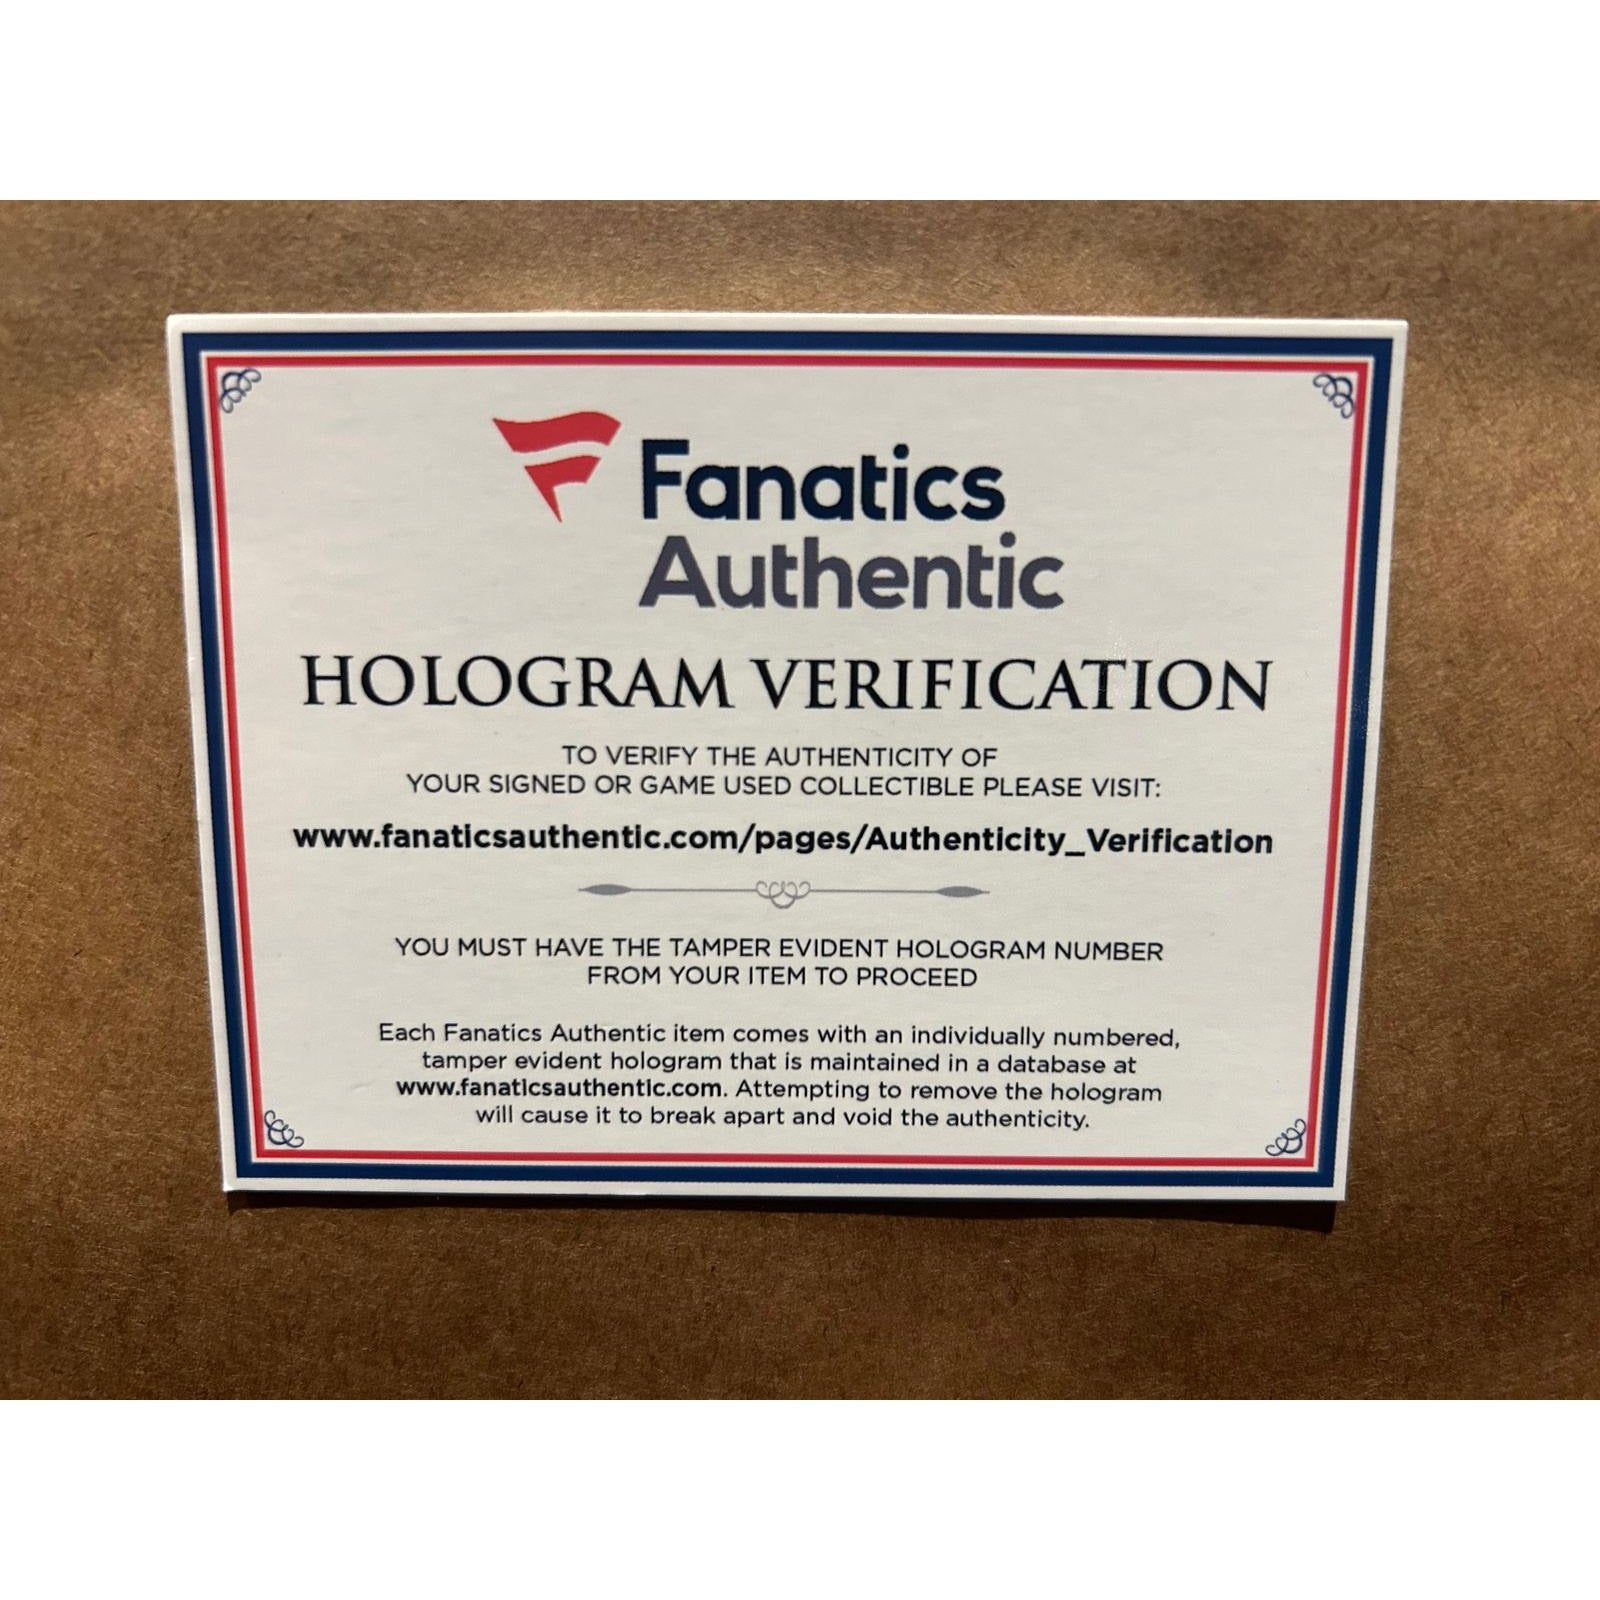 Fanatics
Authentic
HOLOGRAM VERIFICATION
TO VERIFY THE AUTHENTICITY OF
YOUR SIGNED OR GAME USED COLLECTIBLE PLEASE VISIT:
www.fanaticsauthentic.com/pages/Authenticity_Verification
YOU MUST HAVE THE TAMPER EVIDENT HOLOGRAM NUMBER
FROM YOUR ITEM TO PROCEED
Each Fanatics Authentic item comes with an individually numbered,
tamper evident hologram that is maintained in a database at
www.fanaticsauthentic.com. Attempting to remove the hologram
will cause it to break apart and void the authenticity.